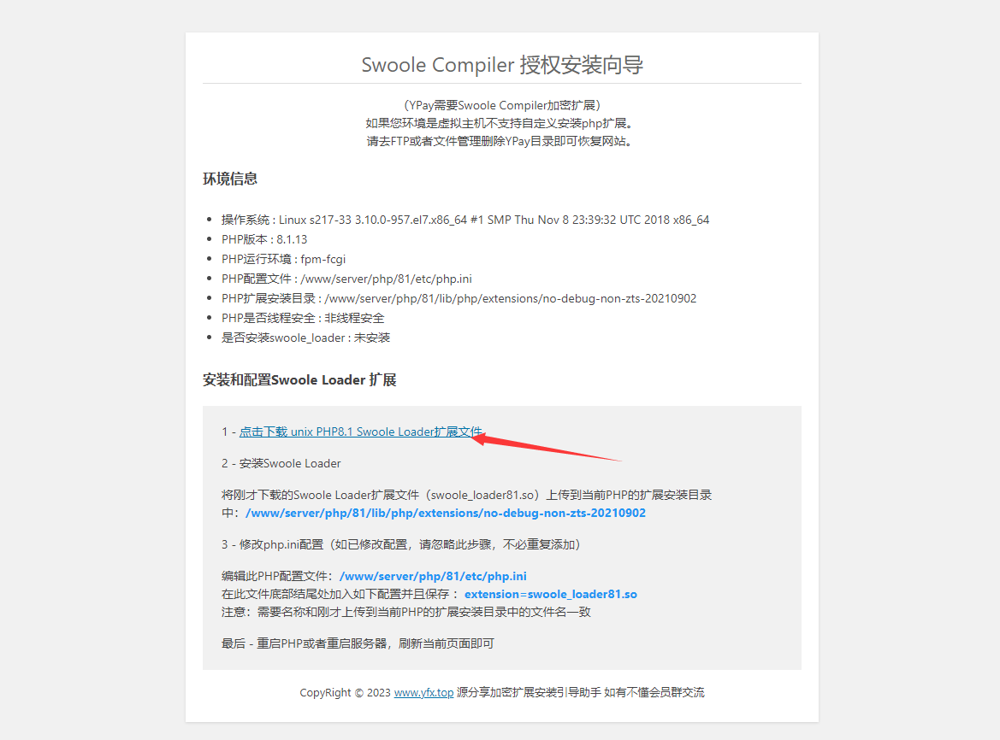 Swoole Compiler 授权安装向导
（YPay需要Swoole Compiler加密扩展）
如果您环境是虚拟主机不支持自定义安装php扩展。
请去FTP或者文件管理删除YPay目录即可恢复网站。
环境信息
操作系统 : Linux s217-33 3.10.0-957.el7.x86_64 #1 SMP Thu Nov 8 23:39:32 UTC 2018 x86_64
PHP版本 : 8.1.13
PHP运行环境 : fpm-fcgi
PHP配置文件 : /www/server/php/81/etc/php.ini
PHP扩展安装目录 : /www/server/php/81/lib/php/extensions/no-debug-non-zts-20210902
PHP是否线程安全 : 非线程安全
是否安装swoole_loader : 未安装
安装和配置Swoole Loader 扩展
1 - 点击下载 unix PHP8.1 Swoole Loader扩展文件
2 - 安装Swoole Loader
将刚才下载的Swoole Loader扩展文件（swoole_loader81.so）上传到当前PHP的扩展安装目录
中：/www/server/php/81/lib/php/extensions/no-debug-non-zts-20210902
3 - 修改php.ini配置（如已修改配置，请忽略此步骤，不必重复添加）
编辑此PHP配置文件：/www/server/php/81/etc/php.ini
在此文件底部结尾处加入如下配置并且保存 ：extension=swoole_loader81.so
注意：需要名称和刚才上传到当前PHP的扩展安装目录中的文件名一致
最后 - 重启PHP或者重启服务器，刷新当前页面即可
CopyRight © 2023 www.yfx.top 源分享加密扩展安装引导助手 如有不懂会员群交流